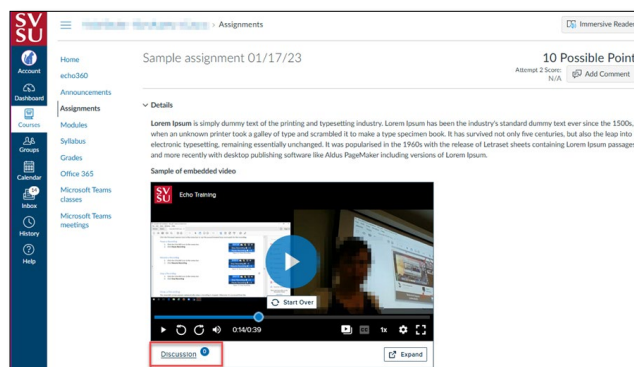 SV
SU
Assignments
Immersive Reader
Account
Dashboard
Courses
Groups
Calendar
14
Inbox
History
Help
Home
echo360
Announcements
Assignments
Modules
Syllabus
Grades
Office 365
Microsoft Teams
classes
Microsoft Teams
meetings
Sample assignment 01/17/23
10 Possible Point
Attempt 2 Score:
N/A
Add Comment
Details
Lorem Ipsum is simply dummy text of the printing and typesetting industry. Lorem Ipsum has been the industry's standard dummy text ever since the 1500s,
when an unknown printer took a galley of type and scrambled it to make a type specimen book. It has survived not only five centuries, but also the leap into
electronic typesetting, remaining essentially unchanged. It was popularised in the 1960s with the release of Letraset sheets containing Lorem Ipsum passages
and more recently with desktop publishing software like Aldus PageMaker including versions of Lorem Ipsum.
Sample of embedded video
SV
SU
Echo Training
Start Over
0:14/0:39
1x
Discussion 0
Expand